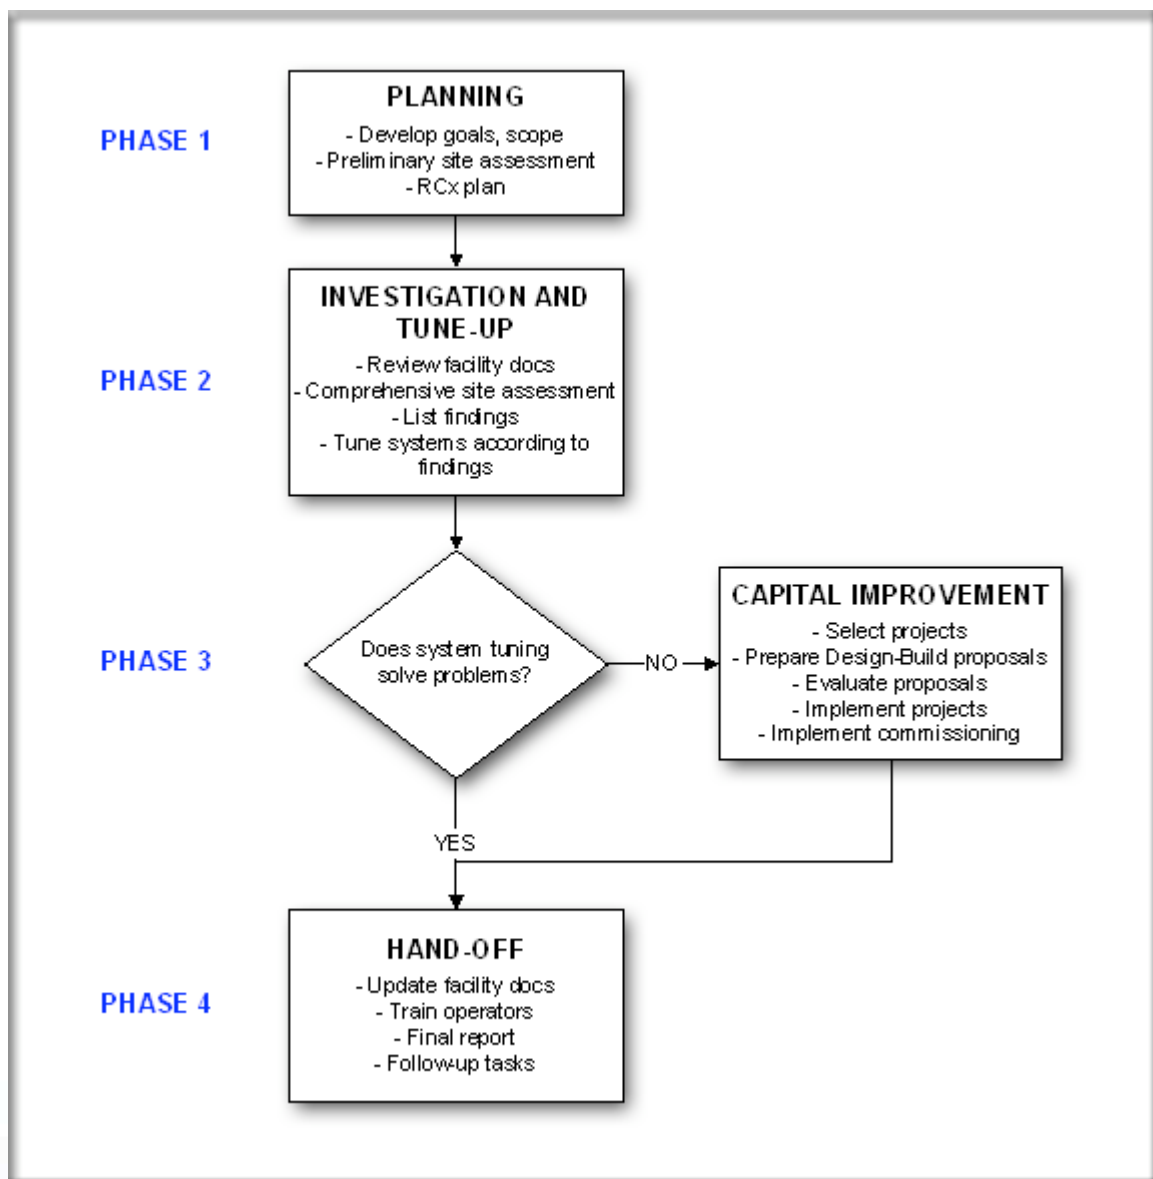 PHASE 1
PLANNING
- Develop goals, scope
- Preliminary site assessment
- RCx plan
PHASE 2
INVESTIGATION AND
TUNE-UP
- Review facility docs
- Comprehensive site assessment
- List findings
- Tune systems according to
findings
PHASE 3
Does system tuning
solve problems?
NO
CAPITAL IMPROVEMENT
- Select projects
- Prepare Design-Build proposals
- Evaluate proposals
- Implement projects
- Implement commissioning
YES
PHASE 4
HAND-OFF
- Update facility docs
- Train operators
- Final report
- Follow-up tasks